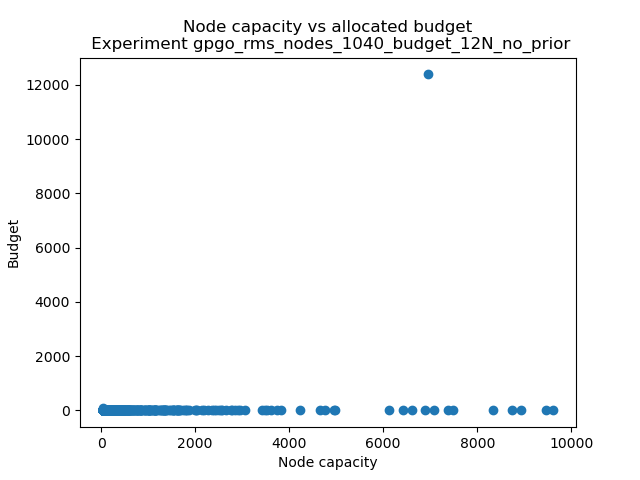 Node capacity vs allocated budget
Experiment gpgo_rms_nodes_1040_budget_12N_no_prior
12000
10000
8000
6000
4000
2000
0
Budget
0 2000 4000 6000 8000 10000
Node capacity